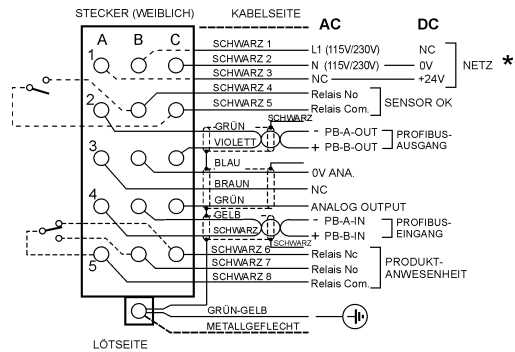 STECKER (WEIBLICH) KABELSEITE AC DC
A B C
SCHWARZ 1 L1 (115V/230V) NC
1 SCHWARZ 2 N (115V/230V) 0V NETZ *
SCHWARZ 3 NC +24V
SCHWARZ 4 Relais No SENSOR OK
2 SCHWARZ 5 Relais Com.
SCHWARZ
GRÜN - PB-A-OUT PROFIBUS-
VIOLETT + PB-B-OUT AUSGANG
3 BLAU 0V ANA.
BRAUN NC
4 GRÜN ANALOG OUTPUT
GELB - PB-A-IN PROFIBUS-
SCHWARZ + PB-B-IN EINGANG
SCHWARZ
SCHWARZ 6 Relais Nc
5 SCHWARZ 7 Relais No PRODUKT-
SCHWARZ 8 Relais Com. ANWESENHEIT
GRÜN-GELB
METALLGEFLECHT
LÖTSEITE